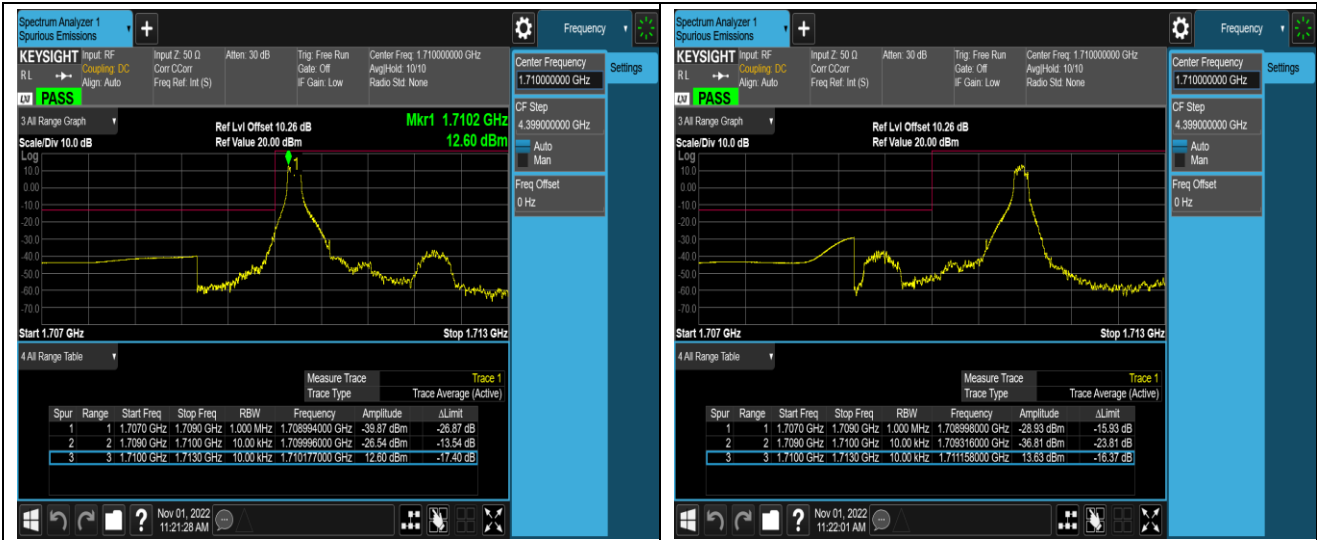 Spectrum Analyzer 1
Spurious Emissions
+
Frequency
KEYSIGHT Input: RF Input Z: 50 Ω Atten: 30 dB Trig: Free Run Center Freq: 1.710000000 GHz
Coupling: DC Corr CCorr Gate: Off Avg|Hold: 10/10
RL Align: Auto Freq Ref: Int (S) IF Gain: Low Radio Std: None
LXI PASS
Center Frequency
1.710000000 GHz
Settings
CF Step
4.399000000 GHz
Auto
Man
Freq Offset
0 Hz
3 All Range Graph
Ref Lvl Offset 10.26 dB
Mkr1 1.7102 GHz
Scale/Div 10.0 dB Ref Value 20.00 dBm 12.60 dBm
Log
10.0
0.00
-10.0
-20.0
-30.0
-40.0
-50.0
-60.0
-70.0
1
Start 1.707 GHz Stop 1.713 GHz
4 All Range Table
Measure Trace Trace 1
Trace Type Trace Average (Active)
Spur Range Start Freq Stop Freq RBW Frequency Amplitude ΔLimit
1 1 1.7070 GHz 1.7090 GHz 1.000 MHz 1.708994000 GHz -39.87 dBm -26.87 dB
2 2 1.7090 GHz 1.7100 GHz 10.00 kHz 1.709996000 GHz -26.54 dBm -13.54 dB
3 3 1.7100 GHz 1.7130 GHz 10.00 kHz 1.710177000 GHz 12.60 dBm -17.40 dB
?
Nov 01, 2022
11:21:28 AM
Spectrum Analyzer 1
Spurious Emissions
+
Frequency
KEYSIGHT Input: RF Input Z: 50 Ω Atten: 30 dB Trig: Free Run Center Freq: 1.710000000 GHz
Coupling: DC Corr CCorr Gate: Off Avg|Hold: 10/10
RL Align: Auto Freq Ref: Int (S) IF Gain: Low Radio Std: None
LXI PASS
Center Frequency
1.710000000 GHz
Settings
CF Step
4.399000000 GHz
Auto
Man
Freq Offset
0 Hz
3 All Range Graph
Ref Lvl Offset 10.26 dB
Scale/Div 10.0 dB Ref Value 20.00 dBm
Log
10.0
0.00
-10.0
-20.0
-30.0
-40.0
-50.0
-60.0
-70.0
Start 1.707 GHz Stop 1.713 GHz
4 All Range Table
Measure Trace Trace 1
Trace Type Trace Average (Active)
Spur Range Start Freq Stop Freq RBW Frequency Amplitude ΔLimit
1 1 1.7070 GHz 1.7090 GHz 1.000 MHz 1.708998000 GHz -28.93 dBm -15.93 dB
2 2 1.7090 GHz 1.7100 GHz 10.00 kHz 1.709316000 GHz -36.81 dBm -23.81 dB
3 3 1.7100 GHz 1.7130 GHz 10.00 kHz 1.711158000 GHz 13.63 dBm -16.37 dB
?
Nov 01, 2022
11:22:01 AM